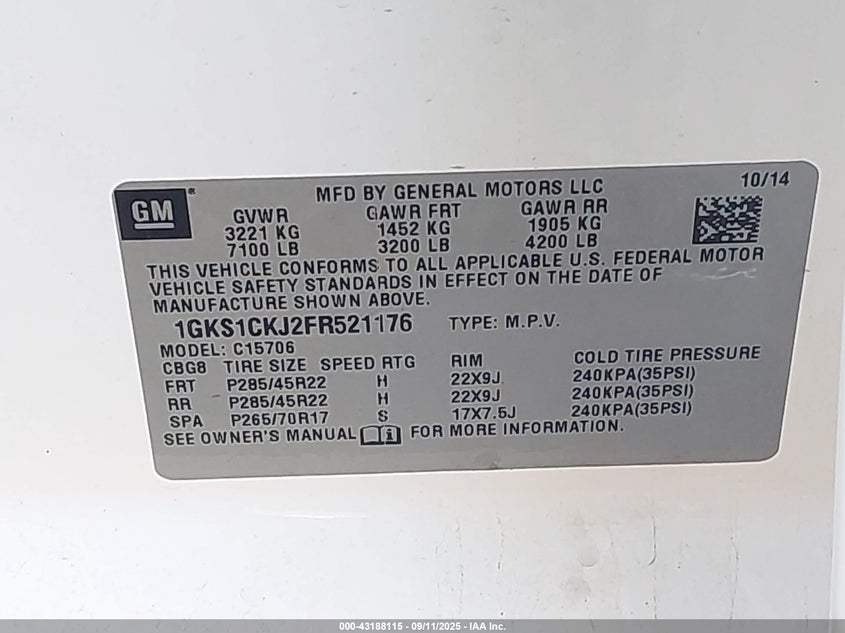 GM ®
MFD BY GENERAL MOTORS LLC
10/14
GVWR GAWR FRT GAWR RR
3221 KG 1452 KG 1905 KG
7100 LB 3200 LB 4200 LB
THIS VEHICLE CONFORMS TO ALL APPLICABLE U.S. FEDERAL MOTOR
VEHICLE SAFETY STANDARDS IN EFFECT ON THE DATE OF
MANUFACTURE SHOWN ABOVE.
1GKS1CKJ2FR521176 TYPE: M.P.V.
MODEL: C15706
CBG8 TIRE SIZE SPEED RTG RIM COLD TIRE PRESSURE
FRT P285/45R22 H 22X9J 240KPA(35PSI)
RR P285/45R22 H 22X9J 240KPA(35PSI)
SPA P265/70R17 S 17X7.5J 240KPA(35PSI)
SEE OWNER'S MANUAL FOR MORE INFORMATION.
000-43188115 - 09/11/2025 - IAA Inc.